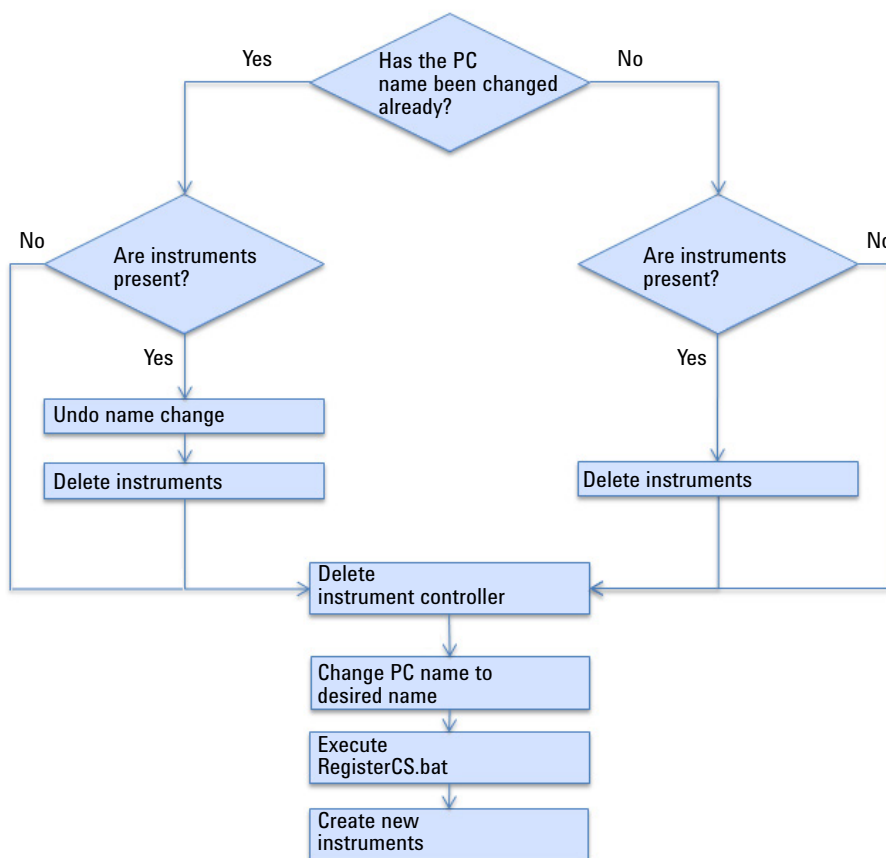 Yes
Has the PC
name been changed
already?
No
No
Are instruments
present?
Are instruments
present?
No
Yes
Yes
Undo name change
Delete instruments
Delete instruments
Delete
instrument controller
Change PC name to
desired name
Execute
RegisterCS.bat
Create new
instruments